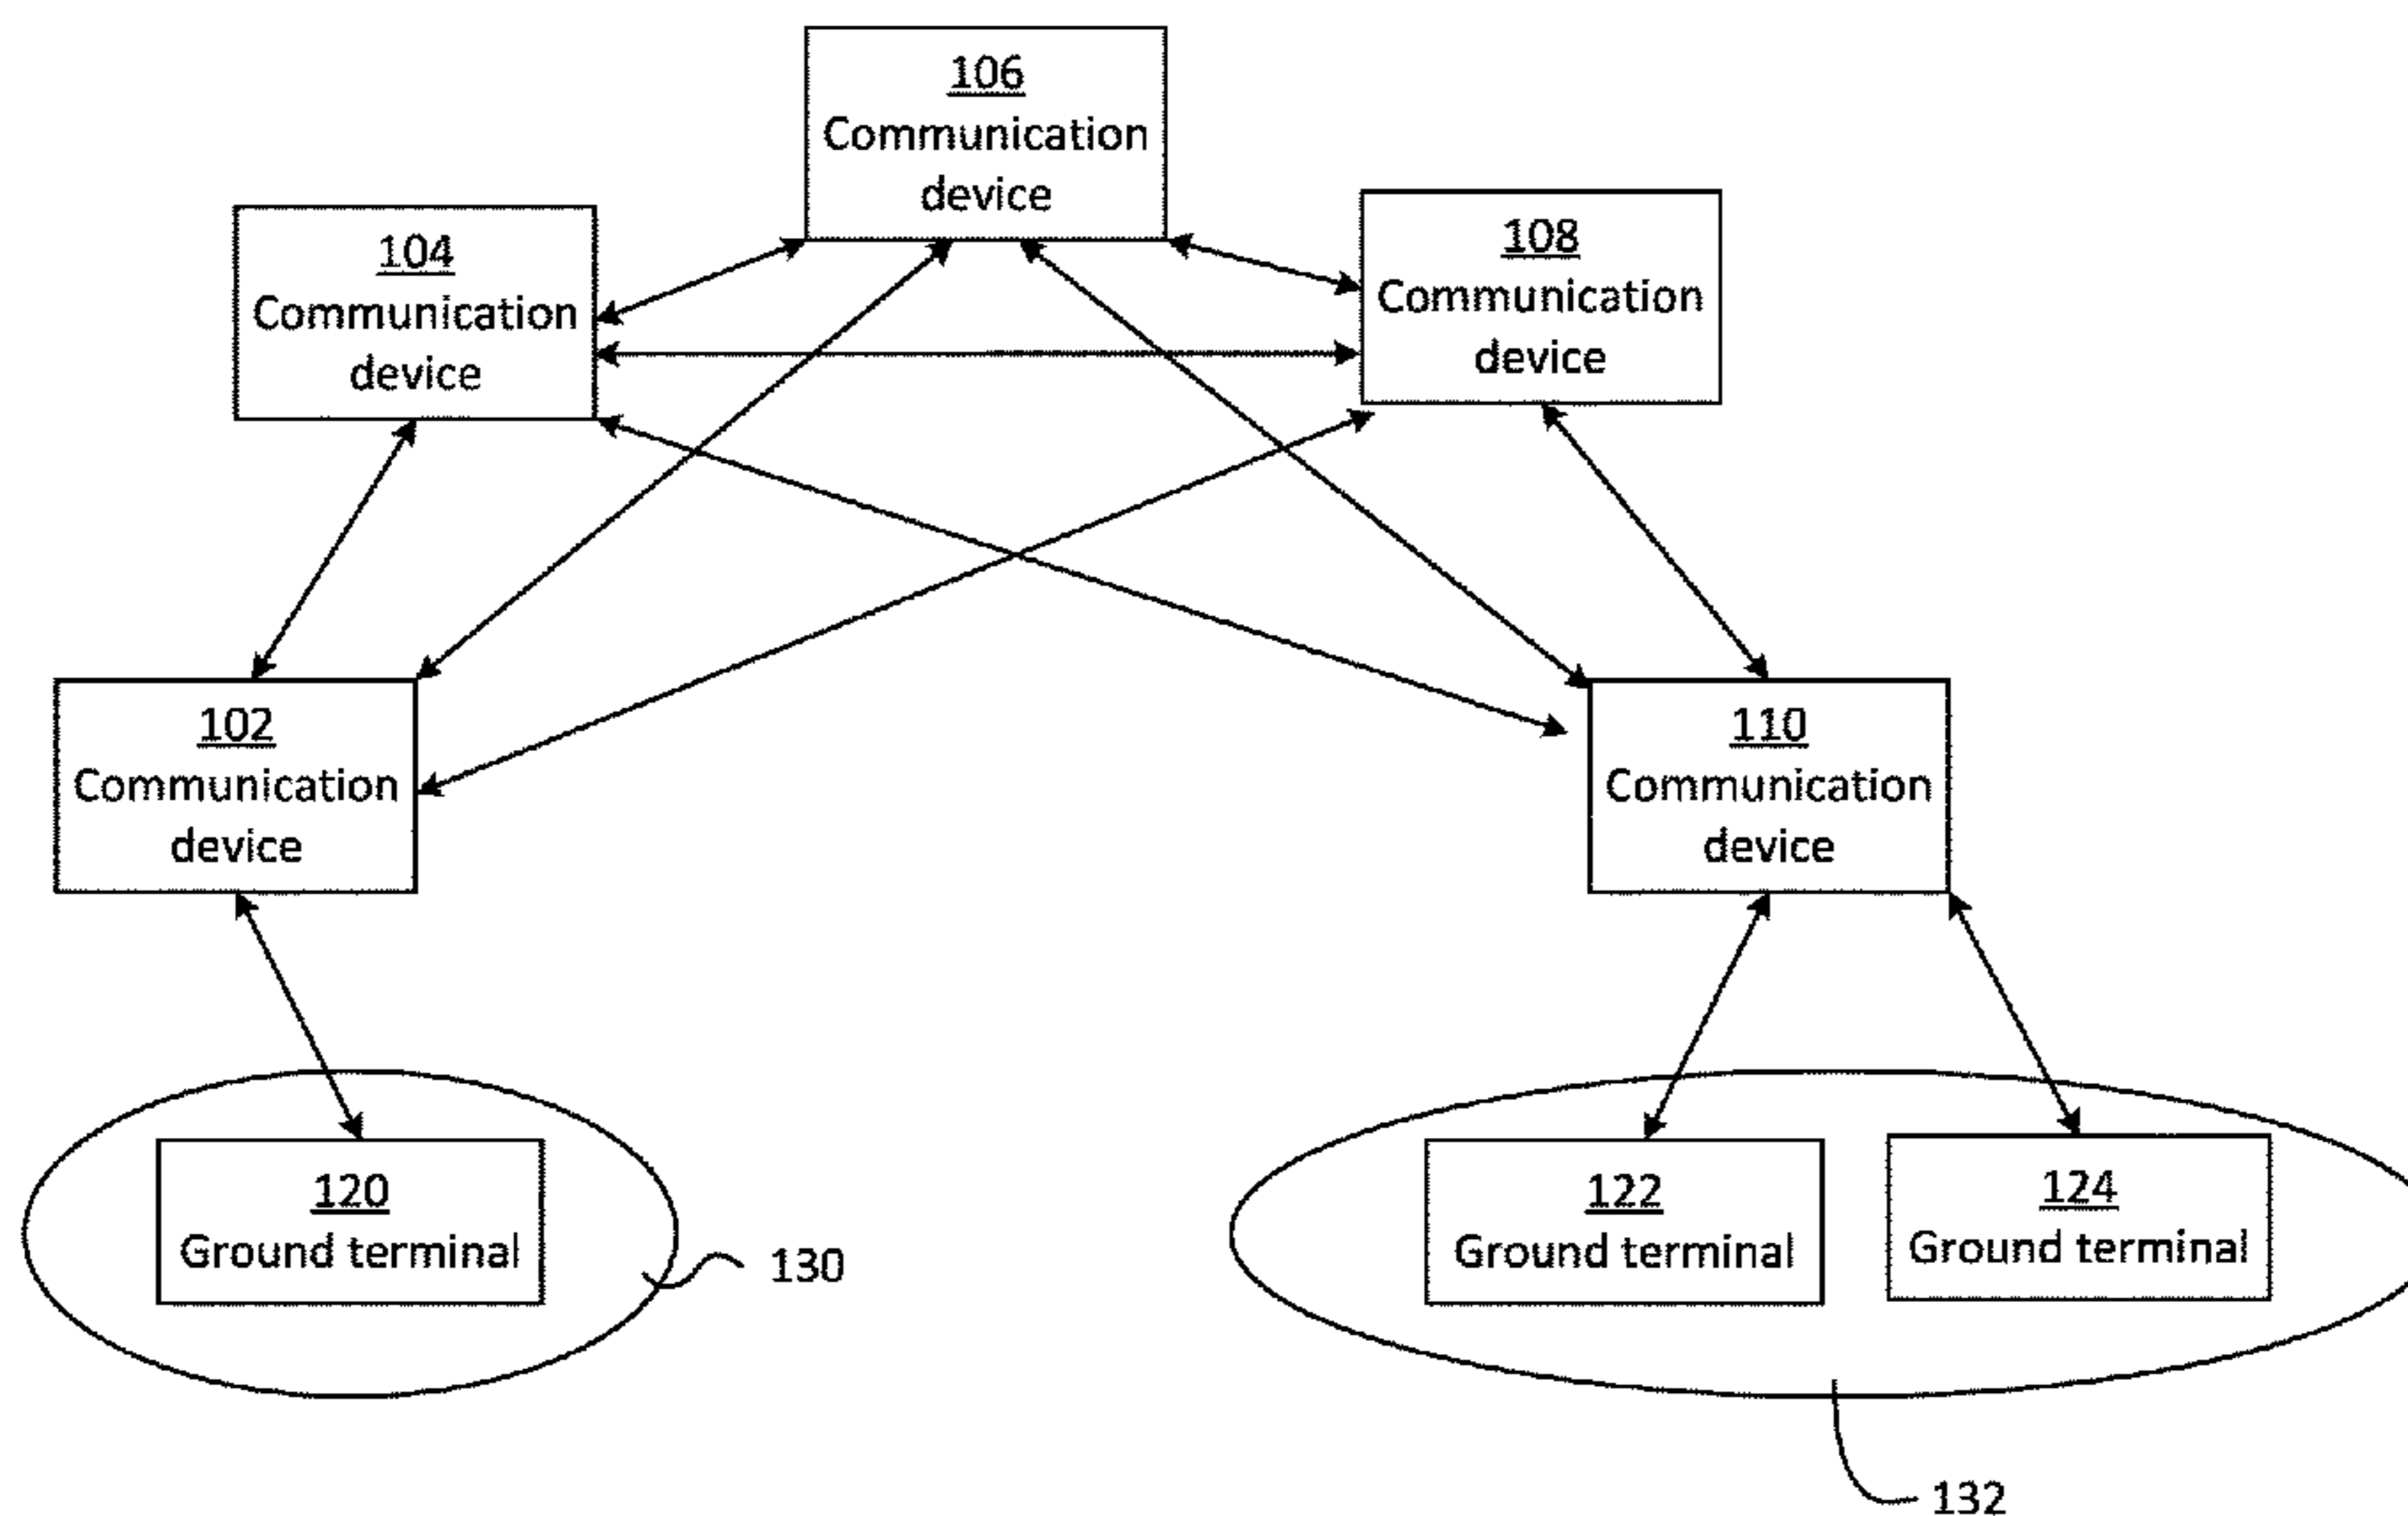 106
Communication
device
104
Communication
device
108
Communication
device
102
Communication
device
110
Communication
device
120
Ground terminal
130
122
Ground terminal
124
Ground terminal
132